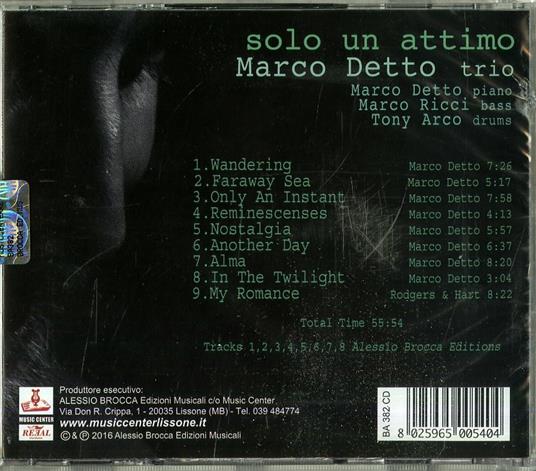 solo un attimo
Marco Detto trio
Marco Detto piano
Marco Ricci bass
Tony Arco drums
1.Wandering Marco Detto 7:26
2.Faraway Sea Marco Detto 5:17
3.Only An Instant Marco Detto 7:58
4.Reminescenses Marco Detto 4:13
5.Nostalgia Marco Detto 5:57
6.Another Day Marco Detto 6:37
7.Alma Marco Detto 8:20
8.In The Twilight Marco Detto 3:04
9.My Romance Rodgers & Hart 8:22
Total Time 55:54
Tracks 1,2,3,4,5,6,7,8 Alessio Brocca Editions
Produttore esecutivo:
ALESSIO BROCCA Edizioni Musicali c/o Music Center
Via Don R. Crippa, 1 - 20035 Lissone (MB) - Tel. 039 484774
www.musiccenterlissone.it
© & ℗ 2016 Alessio Brocca Edizioni Musicali
MUSIC CENTER
BA 382 CD
8 025965 005404